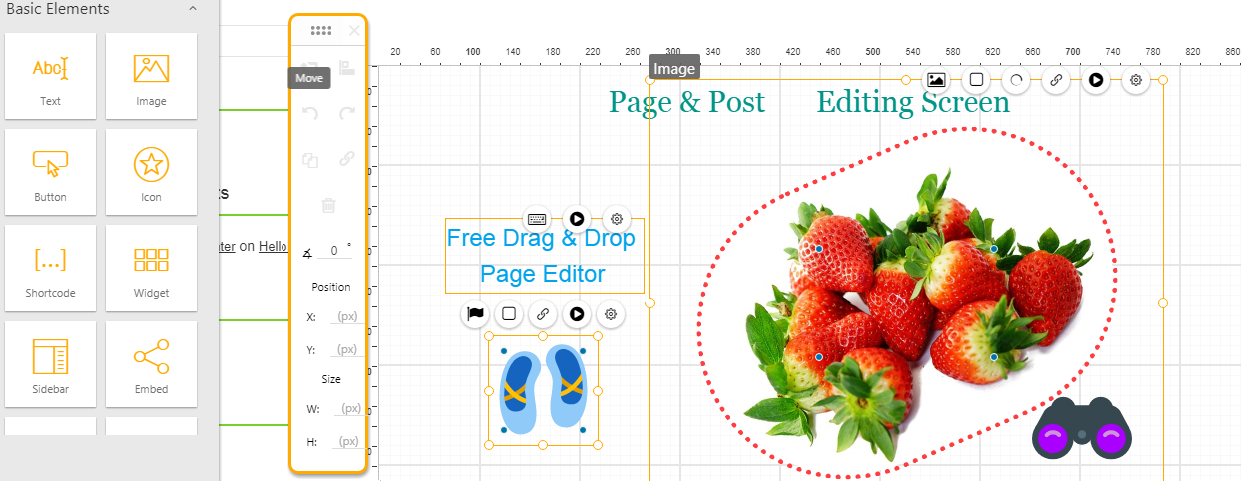 Basic Elements
Abc
Text
Image
Button
Icon
[...]
Shortcode
Widget
Sidebar
Embed
ter on Hello
Move
0 °
Position
X: (px)
Y: (px)
Size
W: (px)
H: (px)
20 60 100 140 180 220 260 300 340 380 420 460 500 540 580 620 660 700 740 780 820 860
Image
Page & Post Editing Screen
Free Drag & Drop
Page Editor